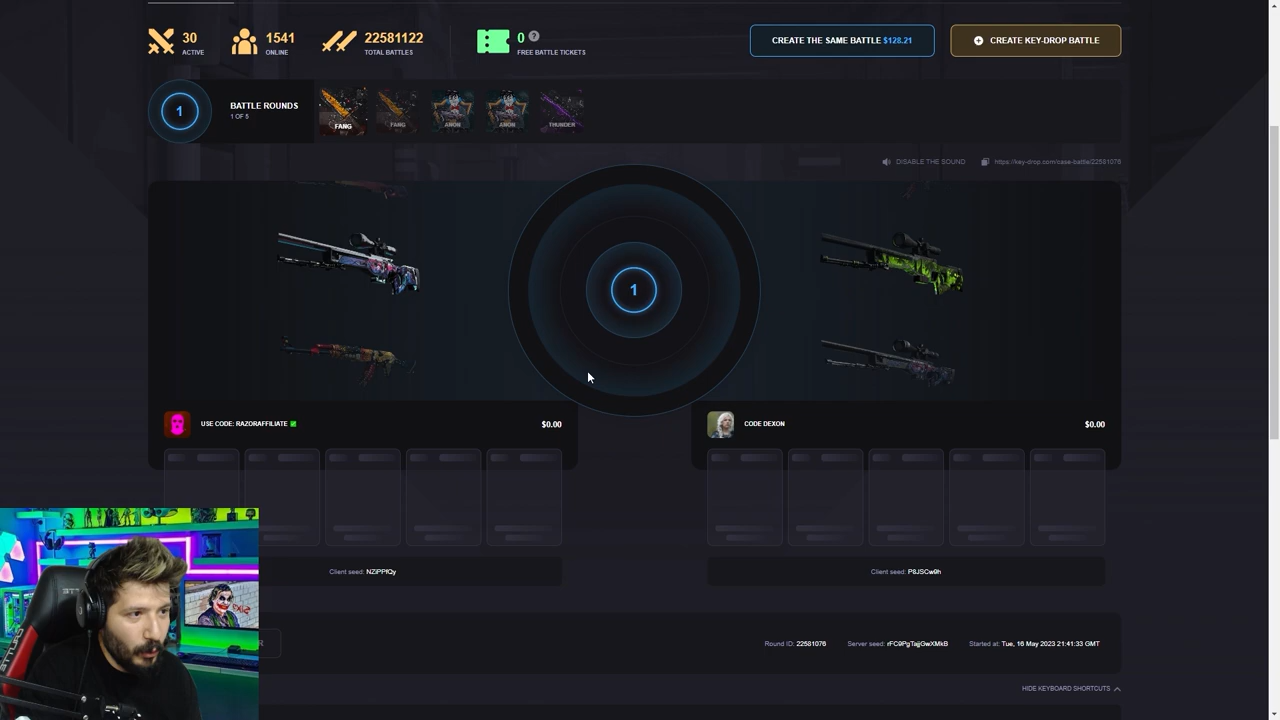 30
ACTIVE
1541
ONLINE
22581122
TOTAL BATTLES
0 ?
FREE BATTLE TICKETS
CREATE THE SAME BATTLE $128.21
CREATE KEY-DROP BATTLE
1
BATTLE ROUNDS
1 OF 5
FANG
FANG
ANON
ANON
THUNDER
DISABLE THE SOUND
https://key-drop.com/case-battle/22581076
1
USE CODE: RAZORAFFILIATE
$0.00
CODE DEXON
$0.00
Client seed: NZiPPfQy
Client seed: P8JSCw9h
R
Round ID: 22581076
Server seed: rFC9PgTajjGwXMkB
Started at: Tue, 16 May 2023 21:41:33 GMT
HIDE KEYBOARD SHORTCUTS